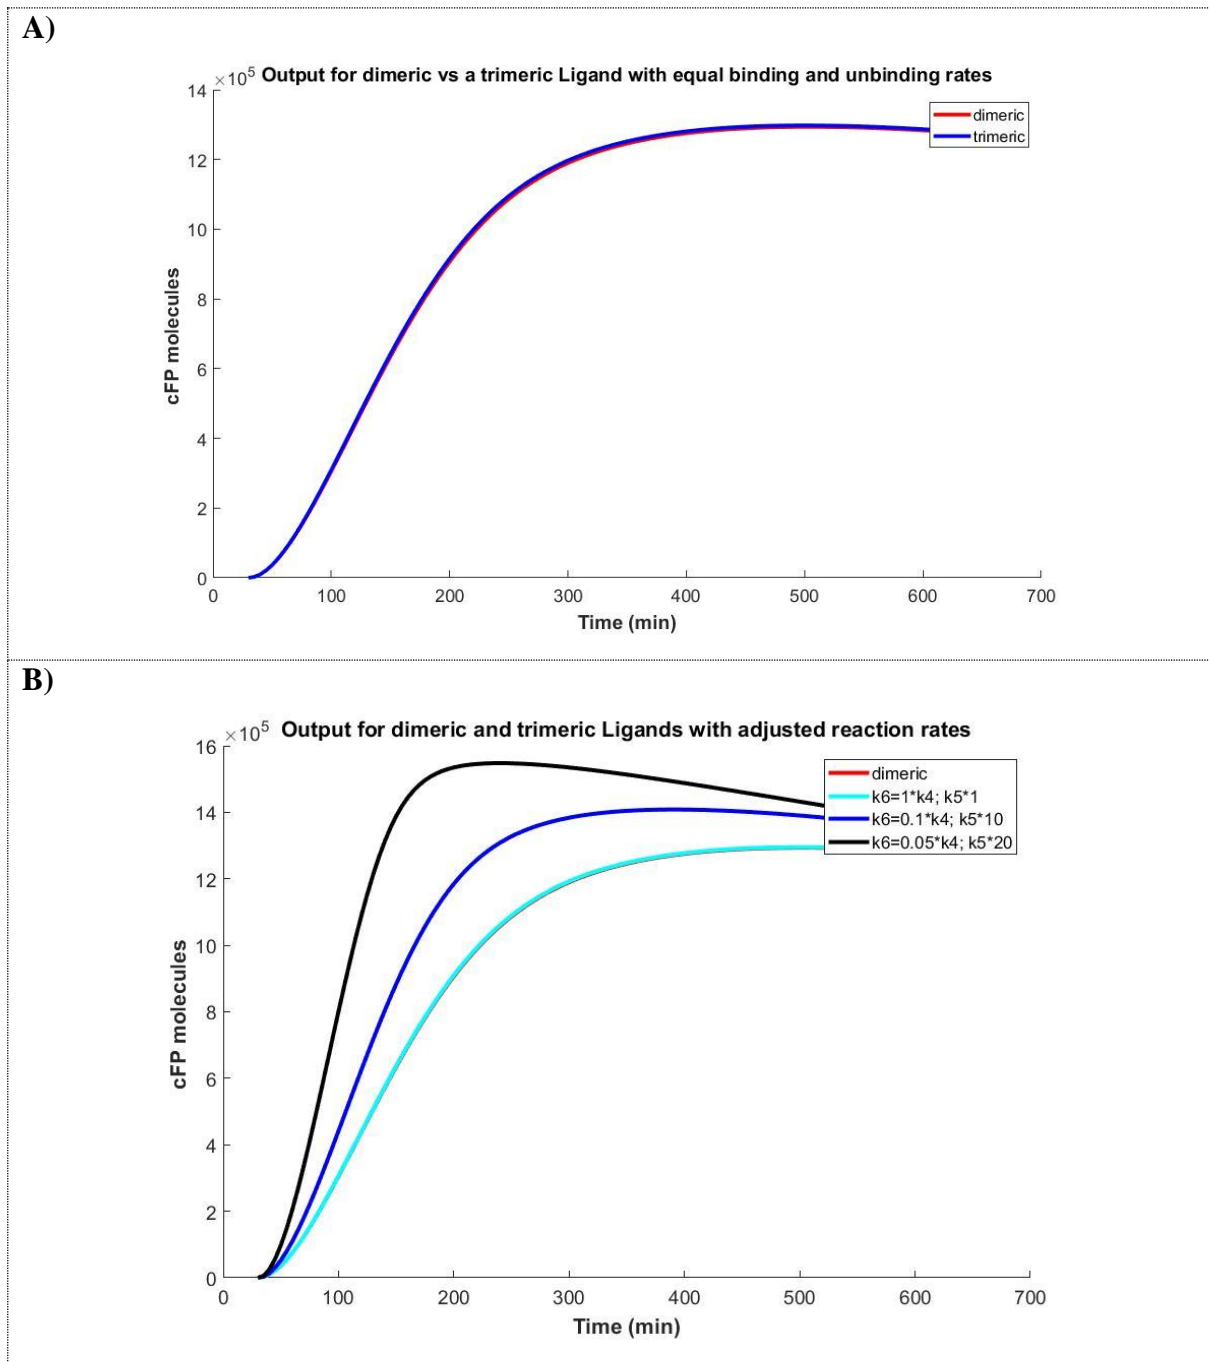 A)
×10⁵ Output for dimeric vs a trimeric Ligand with equal binding and unbinding rates
14
12
10
8
6
4
2
0
cFP molecules
dimeric
trimeric
0 100 200 300 400 500 600 700
Time (min)
B)
×10⁵ Output for dimeric and trimeric Ligands with adjusted reaction rates
16
14
12
10
8
6
4
2
0
cFP molecules
dimeric
k6=1*k4; k5*1
k6=0.1*k4; k5*10
k6=0.05*k4; k5*20
0 100 200 300 400 500 600 700
Time (min)